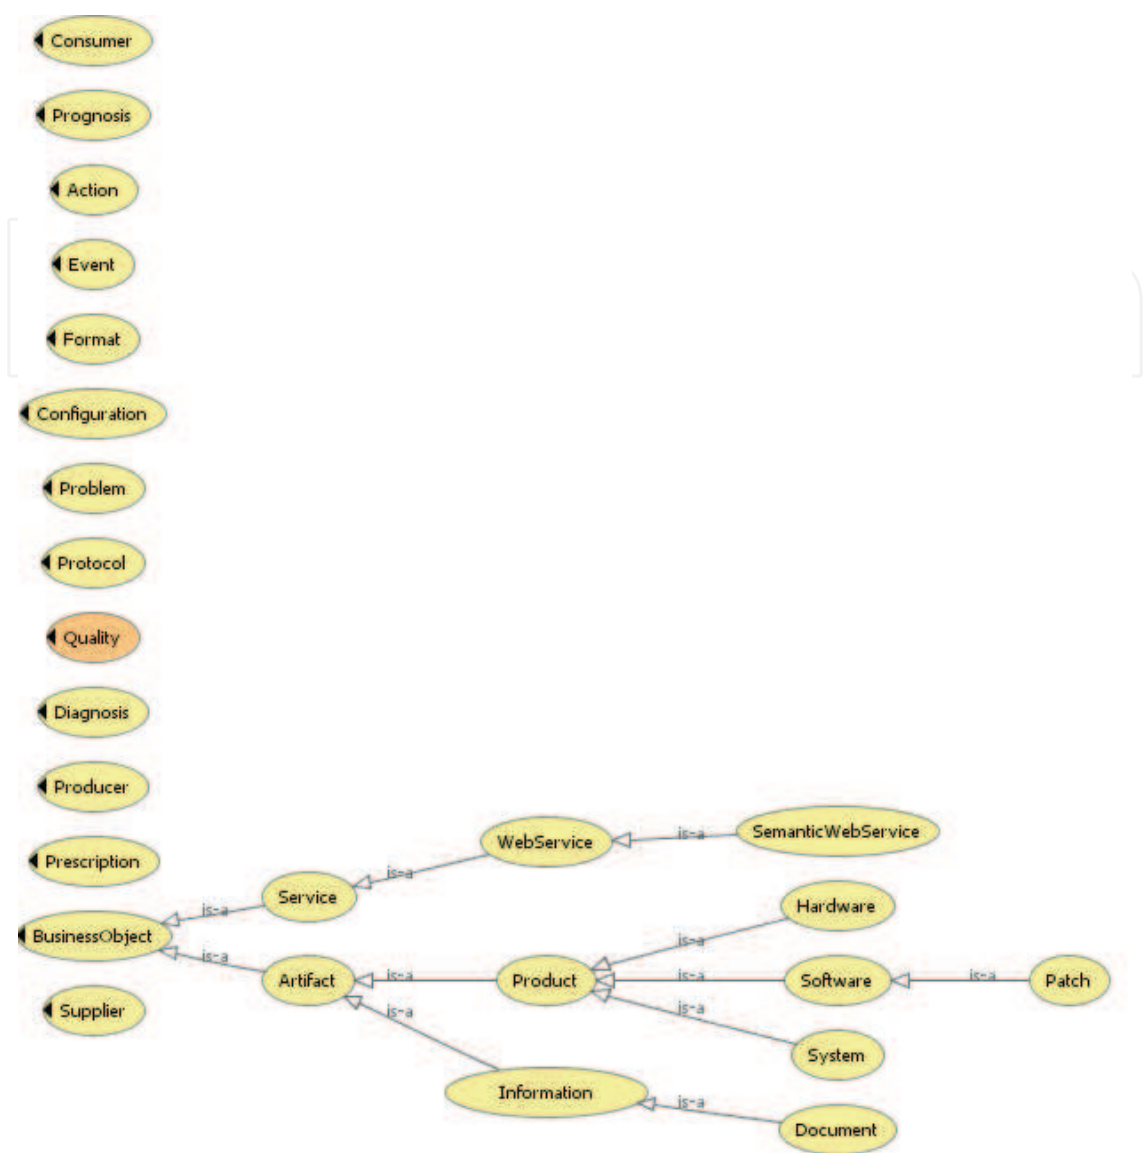 Consumer
Prognosis
Action
Event
Format
Configuration
Problem
Protocol
Quality
Diagnosis
Producer
Prescription
BusinessObject
Supplier
is-a
Service
is-a
WebService
is-a
SemanticWebService
is-a
Artifact
is-a
Product
is-a
Hardware
is-a
Software
is-a
Patch
is-a
System
is-a
Information
is-a
Document